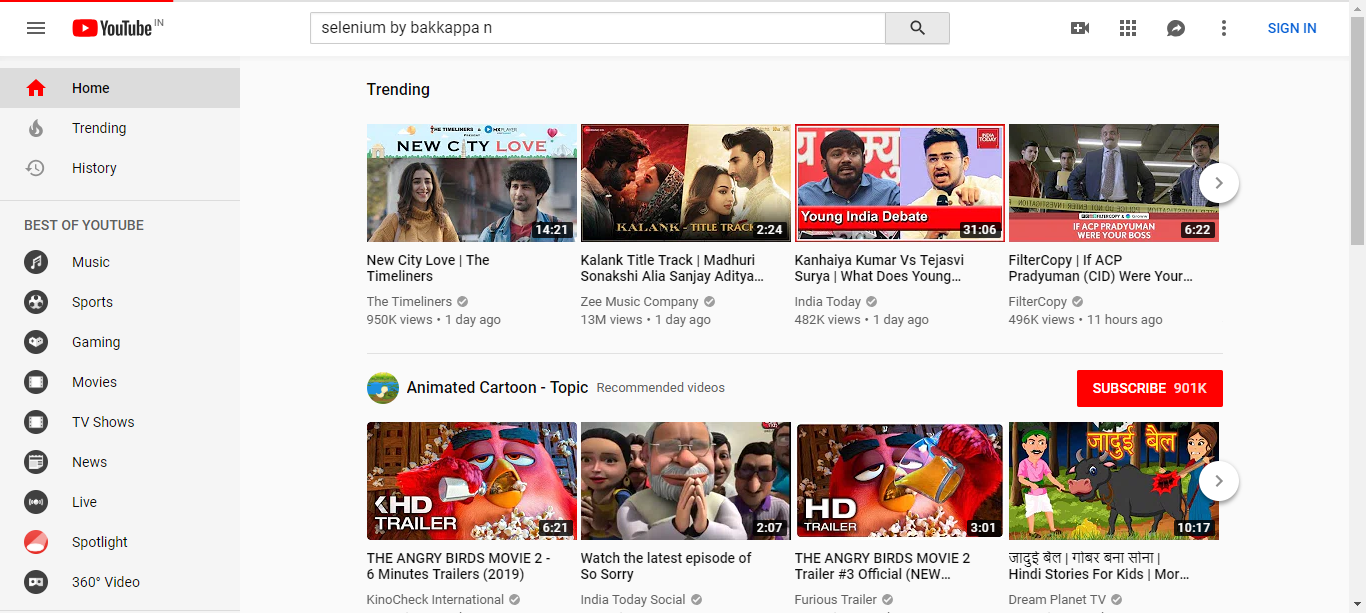 YouTube IN
selenium by bakkappa n
SIGN IN
Home
Trending
History
BEST OF YOUTUBE
Music
Sports
Gaming
Movies
TV Shows
News
Live
Spotlight
360° Video
Trending
THE TIMELINERS & MX PLAYER
Present
NEW CITY LOVE
14:21
New City Love | The
Timeliners
The Timeliners
950K views • 1 day ago
KALANK - TITLE TRACK
2:24
Kalank Title Track | Madhuri
Sonakshi Alia Sanjay Aditya...
Zee Music Company
13M views • 1 day ago
INDIA
TODAY
Young India Debate
31:06
Kanhaiya Kumar Vs Tejasvi
Surya | What Does Young...
India Today
482K views • 1 day ago
FILTERCOPY
IF ACP PRADYUMAN
WERE YOUR BOSS
6:22
FilterCopy | If ACP
Pradyuman (CID) Were Your...
FilterCopy
496K views • 11 hours ago
Animated Cartoon - Topic Recommended videos
SUBSCRIBE 901K
HD
TRAILER
6:21
THE ANGRY BIRDS MOVIE 2 -
6 Minutes Trailers (2019)
KinoCheck International
2:07
Watch the latest episode of
So Sorry
India Today Social
HD
TRAILER
3:01
THE ANGRY BIRDS MOVIE 2
Trailer #3 Official (NEW...
Furious Trailer
जादुई बैल
10:17
जादुई बैल | गोबर बना सोना |
Hindi Stories For Kids | Mor...
Dream Planet TV